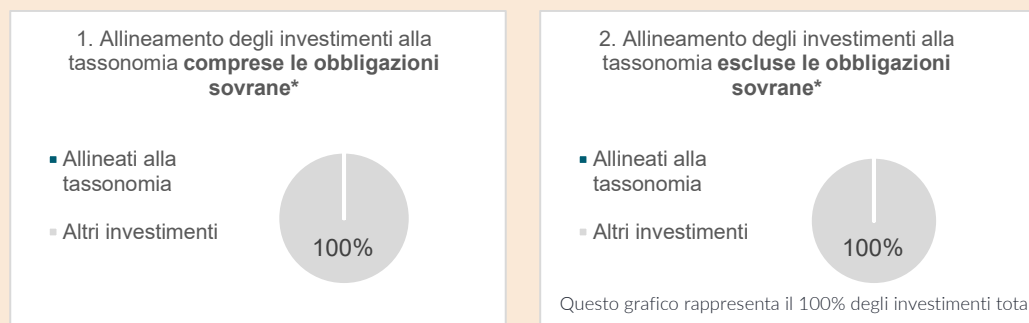 1. Allineamento degli investimenti alla
tassonomia comprese le obbligazioni
sovrane*
Allineati alla
tassonomia
Altri investimenti
100%
2. Allineamento degli investimenti alla
tassonomia escluse le obbligazioni
sovrane*
Allineati alla
tassonomia
Altri investimenti
100%
Questo grafico rappresenta il 100% degli investimenti tota